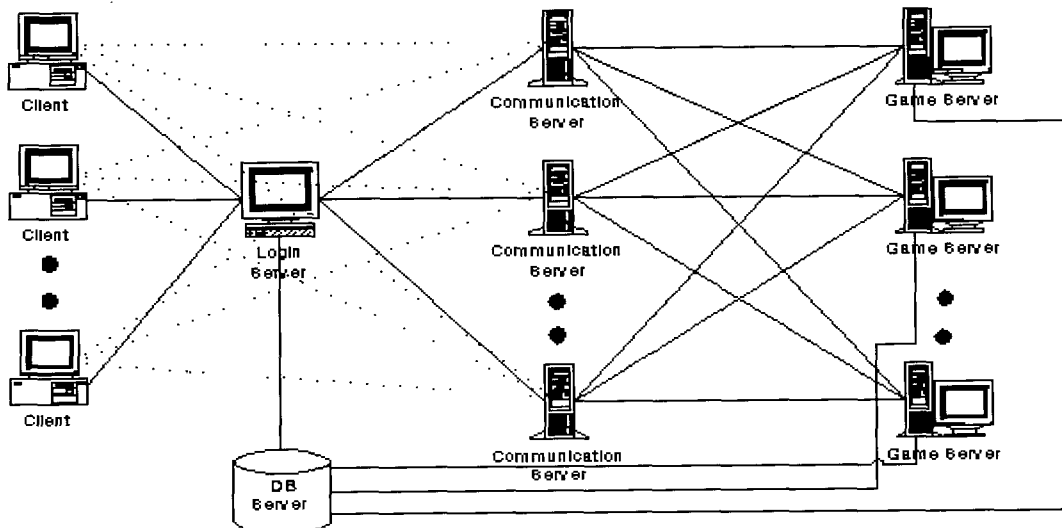 Client
Communication
Server
Game Server
Client
Login
Server
Communication
Server
Game Server
Client
Communication
Server
Game Server
DB
Server